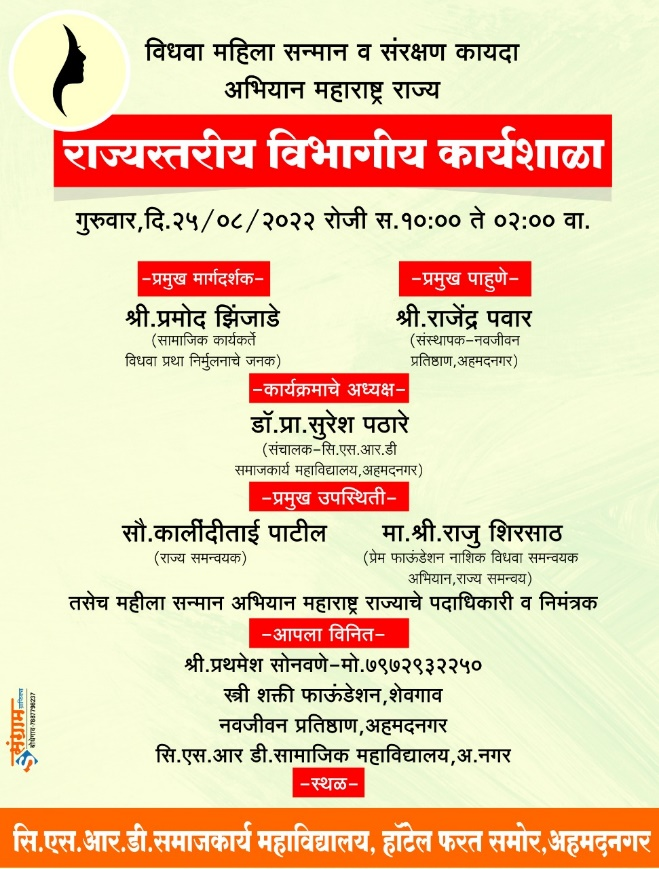 विधवा महिला सन्मान व संरक्षण कायदा
अभियान महाराष्ट्र राज्य
राज्यस्तरीय विभागीय कार्यशाळा
गुरुवार,दि.२५/०८/२०२२ रोजी स.१०:०० ते ०२:०० वा.
-प्रमुख मार्गदर्शक-
श्री.प्रमोद झिंजाडे
(सामाजिक कार्यकर्ते
विधवा प्रथा निर्मुलनाचे जनक)
-प्रमुख पाहुणे-
श्री.राजेंद्र पवार
(संस्थापक-नवजीवन
प्रतिष्ठाण,अहमदनगर)
-कार्यक्रमाचे अध्यक्ष-
डॉ.प्रा.सुरेश पठारे
(संचालक-सि.एस.आर.डी
समाजकार्य महाविद्यालय,अहमदनगर)
-प्रमुख उपस्थिती-
सौ.कालींदीताई पाटील
(राज्य समन्वयक)
मा.श्री.राजु शिरसाठ
(प्रेम फाऊंडेशन नाशिक विधवा समन्वयक
अभियान,राज्य समन्वय)
तसेच महीला सन्मान अभियान महाराष्ट्र राज्याचे पदाधिकारी व निमंत्रक
-आपला विनित-
श्री.प्रथमेश सोनवणे-मो.७९७२९३२२५०
स्त्री शक्ती फाऊंडेशन,शेवगाव
नवजीवन प्रतिष्ठाण,अहमदनगर
सि.एस.आर डी.सामाजिक महाविद्यालय,अ.नगर
-स्थळ-
सि.एस.आर.डी.समाजकार्य महाविद्यालय, हॉटेल फरत समोर,अहमदनगर
संग्राम